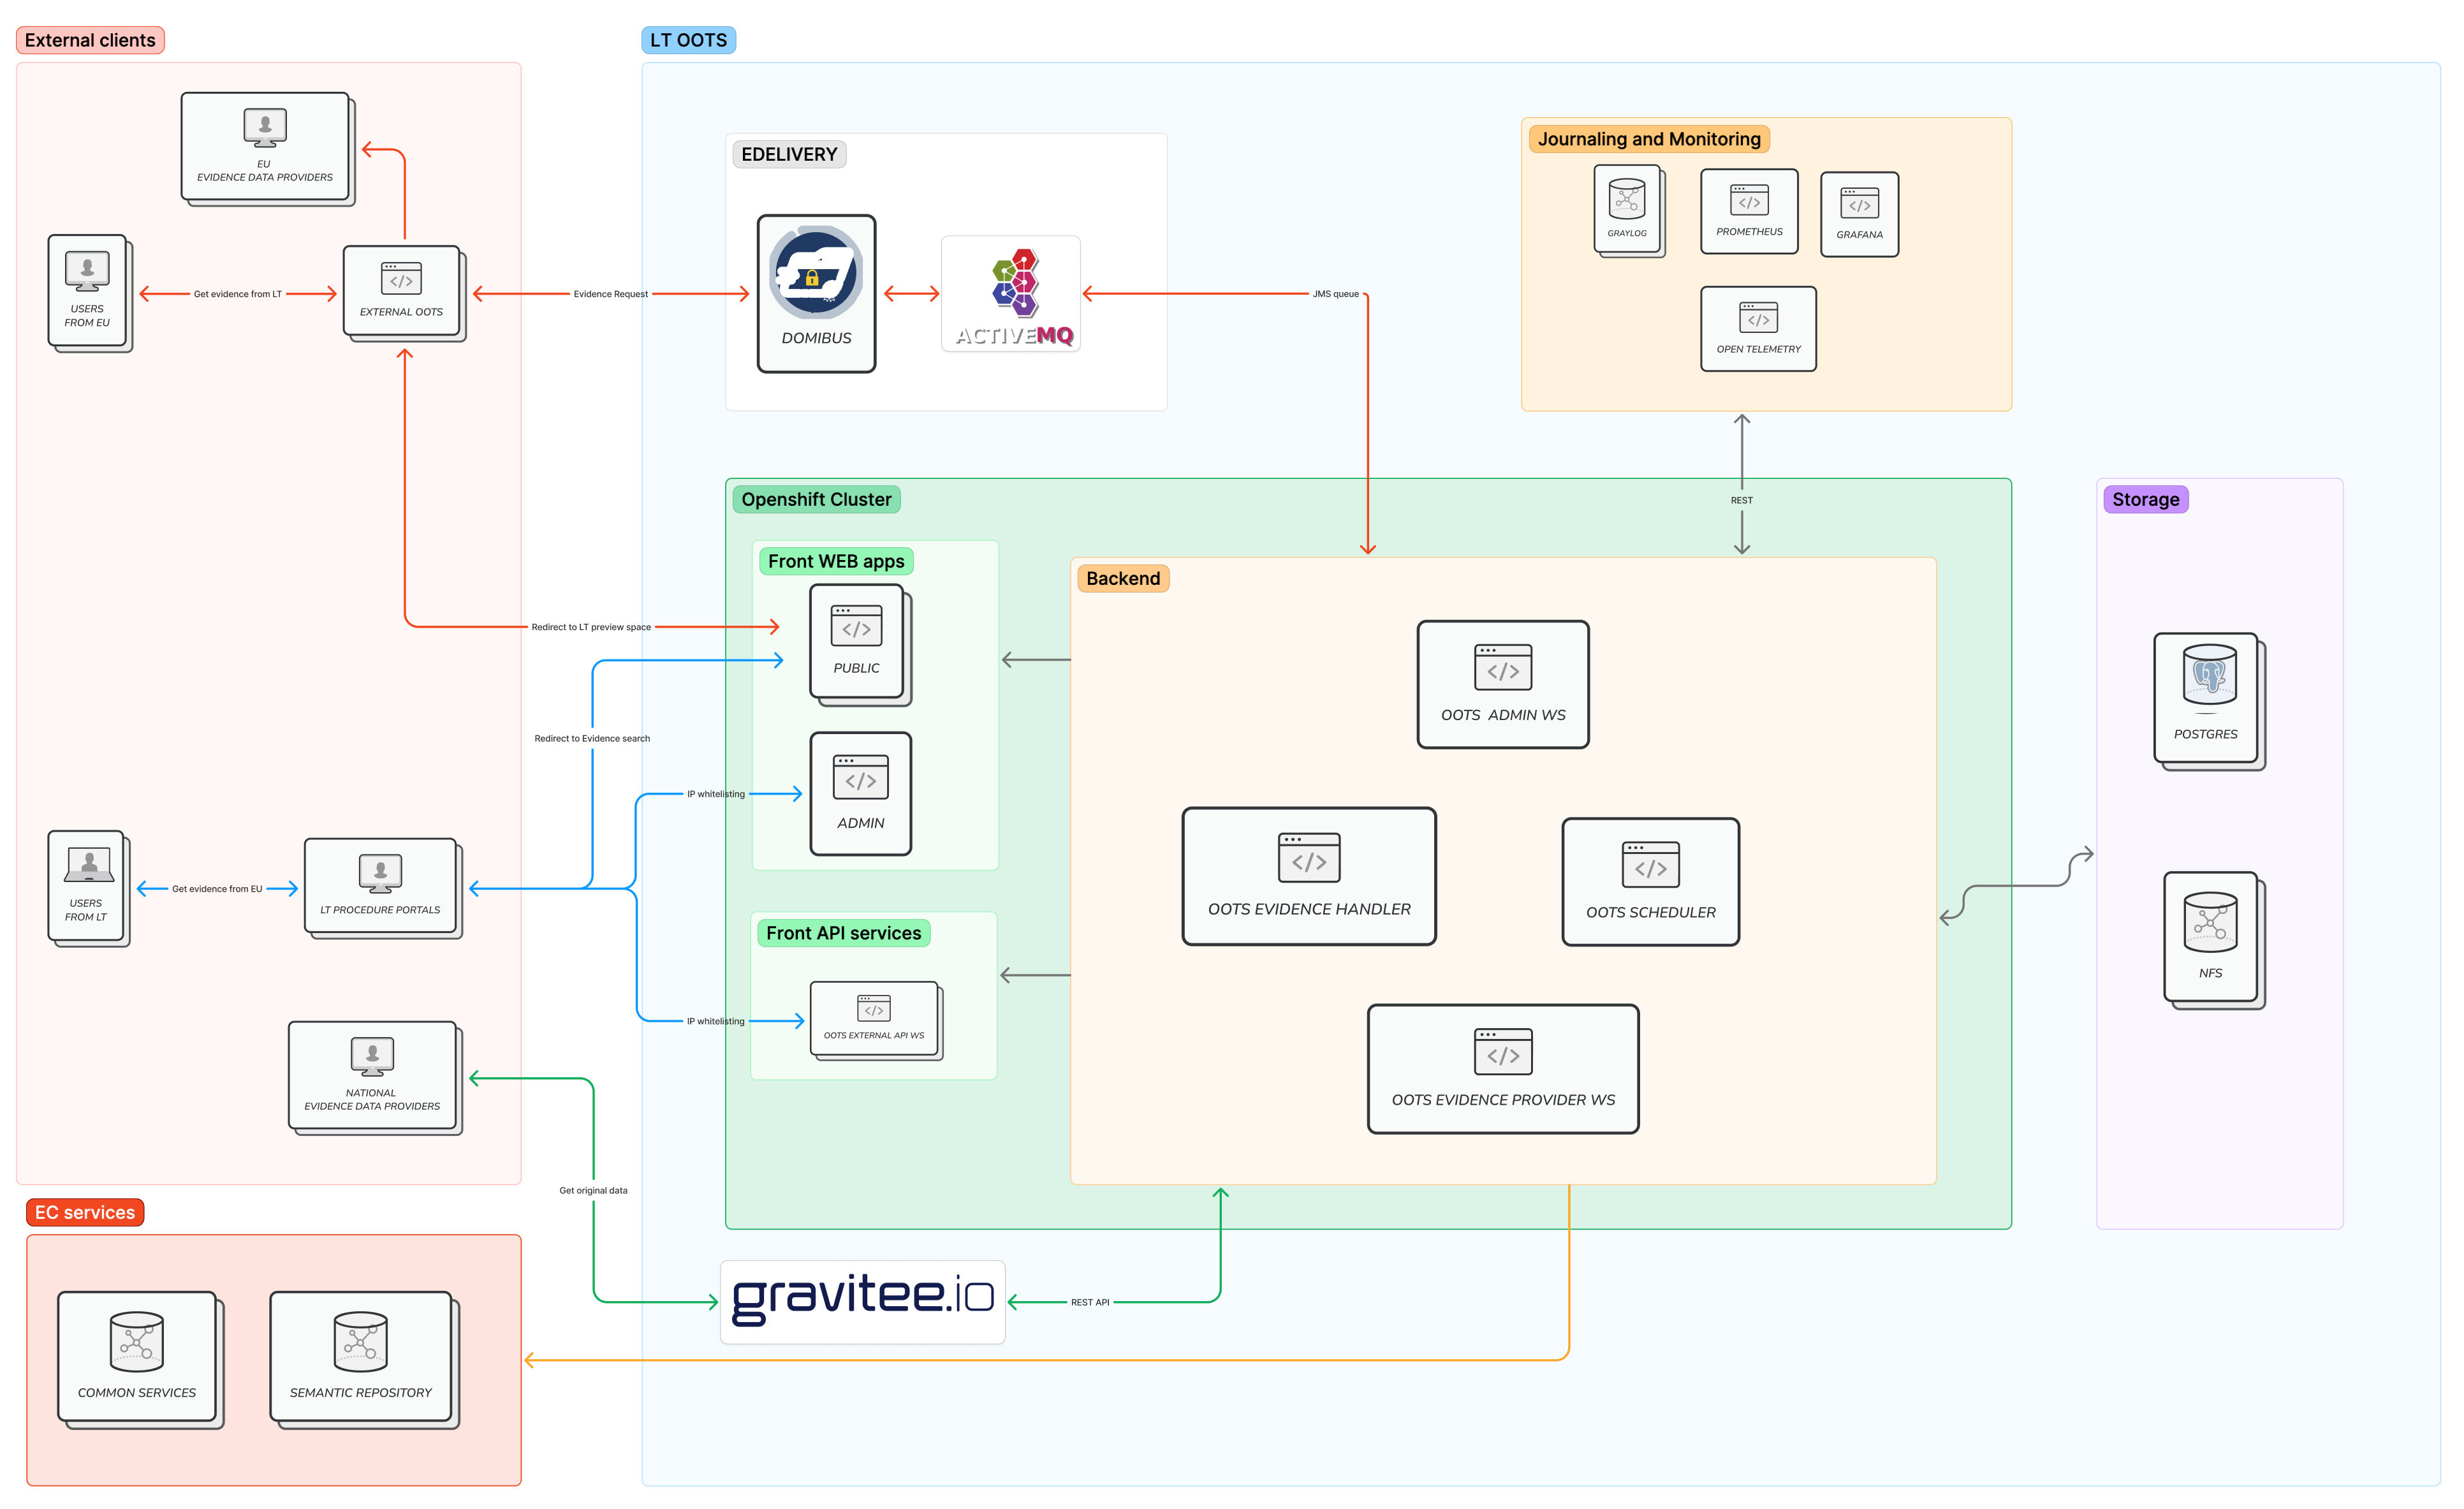 External clients
EU
EVIDENCE DATA PROVIDERS
USERS
FROM EU
Get evidence from LT
EXTERNAL OOTS
Evidence Request
Redirect to LT preview space
Redirect to Evidence search
USERS
FROM LT
Get evidence from EU
LT PROCEDURE PORTALS
IP whitelisting
IP whitelisting
NATIONAL
EVIDENCE DATA PROVIDERS
Get original data
EC services
COMMON SERVICES
SEMANTIC REPOSITORY
LT OOTS
EDELIVERY
DOMIBUS
ACTIVEMQ
JMS queue
Journaling and Monitoring
GRAYLOG
PROMETHEUS
GRAFANA
OPEN TELEMETRY
REST
Openshift Cluster
Front WEB apps
PUBLIC
ADMIN
Front API services
OOTS EXTERNAL API WS
Backend
OOTS ADMIN WS
OOTS EVIDENCE HANDLER
OOTS SCHEDULER
OOTS EVIDENCE PROVIDER WS
Storage
POSTGRES
NFS
gravitee.io
REST API